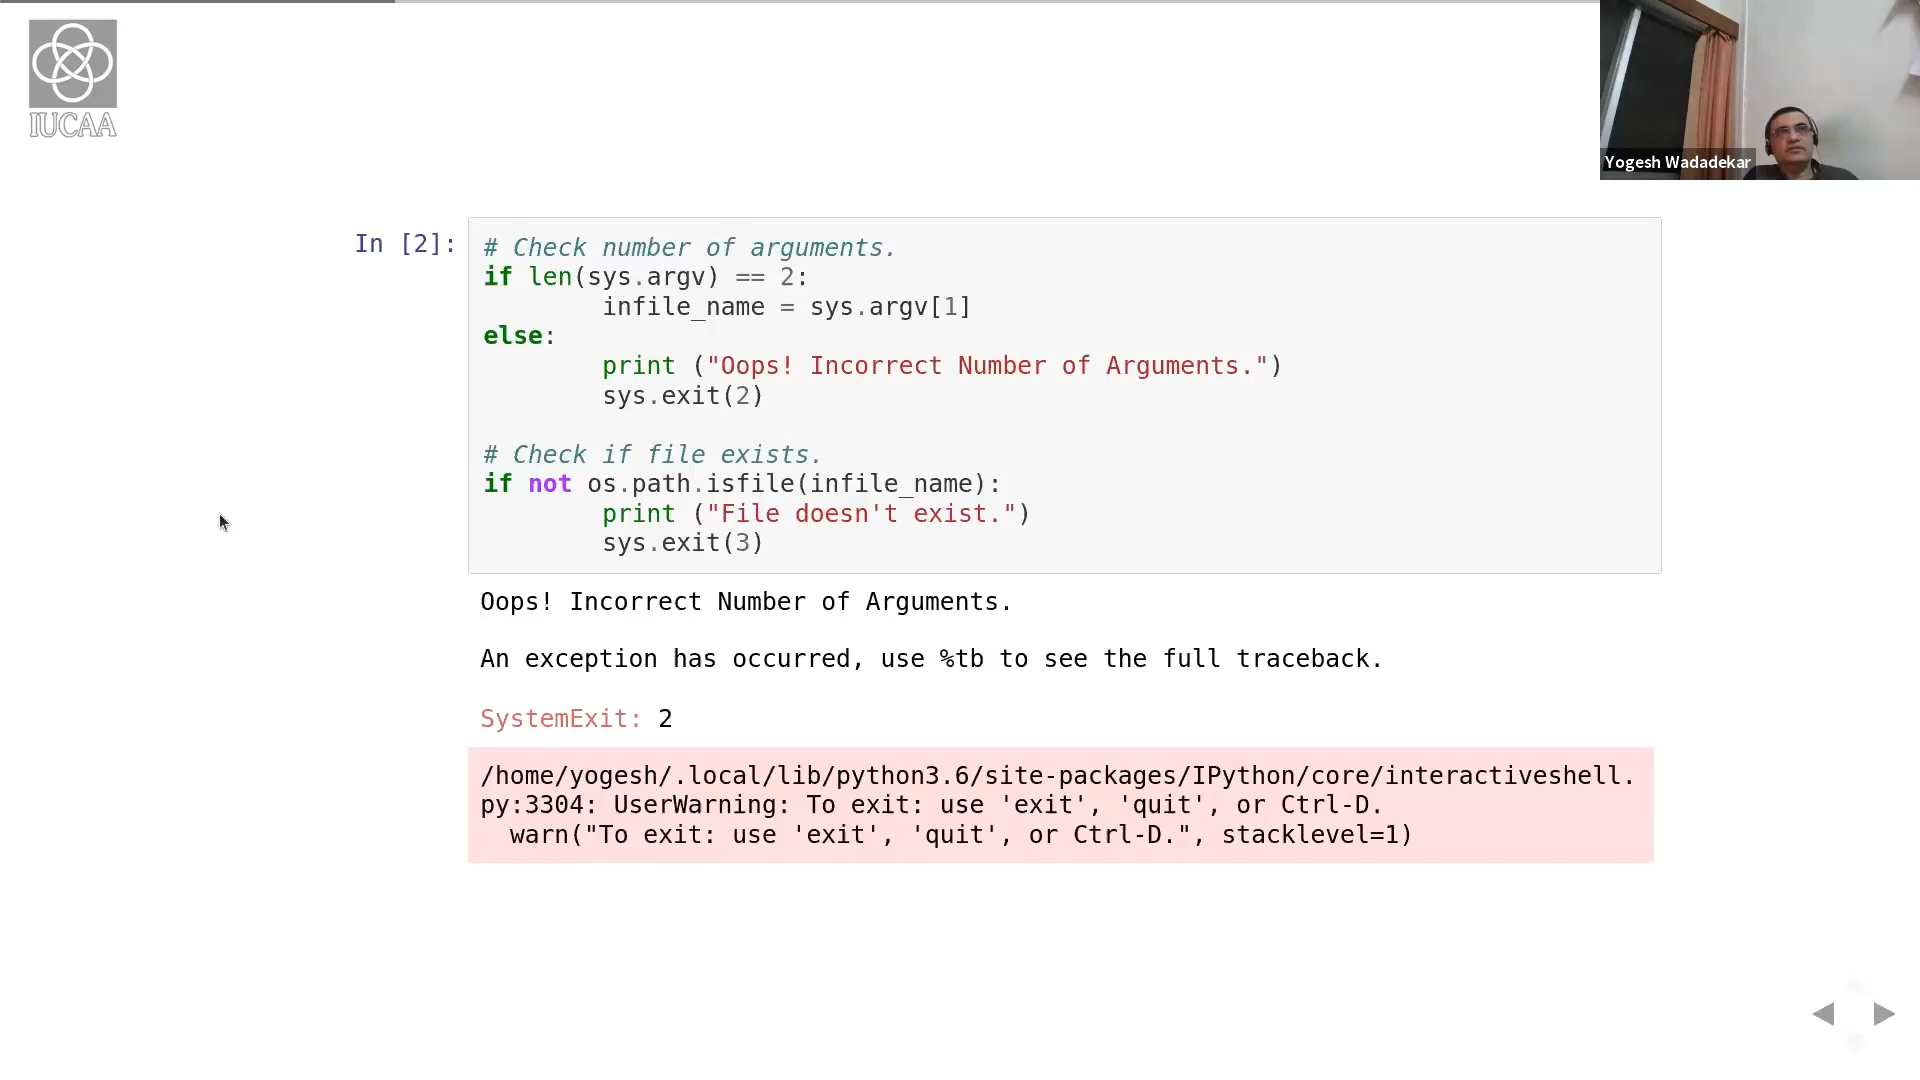 IUCAA
Yogesh Wadadekar
In [2]:
# Check number of arguments.
if len(sys.argv) == 2:
        infile_name = sys.argv[1]
else:
        print ("Oops! Incorrect Number of Arguments.")
        sys.exit(2)
# Check if file exists.
if not os.path.isfile(infile_name):
        print ("File doesn't exist.")
        sys.exit(3)
Oops! Incorrect Number of Arguments.
An exception has occurred, use %tb to see the full traceback.
SystemExit: 2
/home/yogesh/.local/lib/python3.6/site-packages/IPython/core/interactiveshell.
py:3304: UserWarning: To exit: use 'exit', 'quit', or Ctrl-D.
  warn("To exit: use 'exit', 'quit', or Ctrl-D.", stacklevel=1)